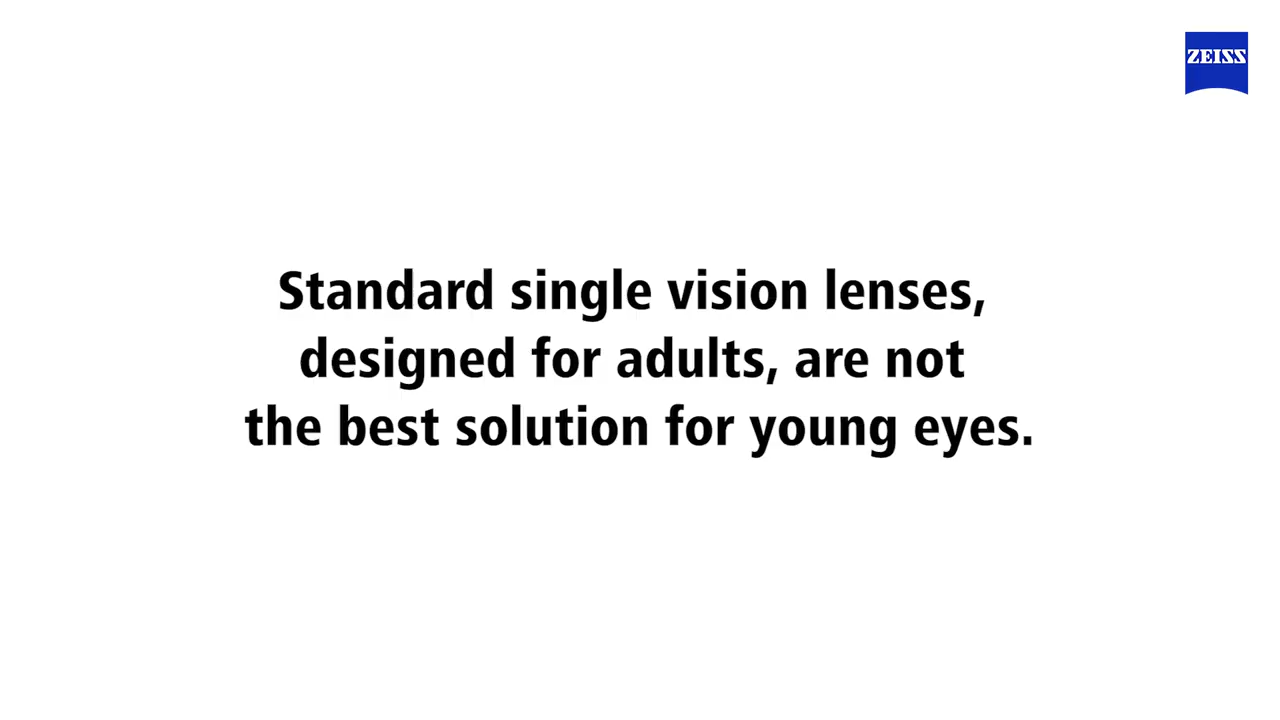 ZEISS
Standard single vision lenses,
designed for adults, are not
the best solution for young eyes.